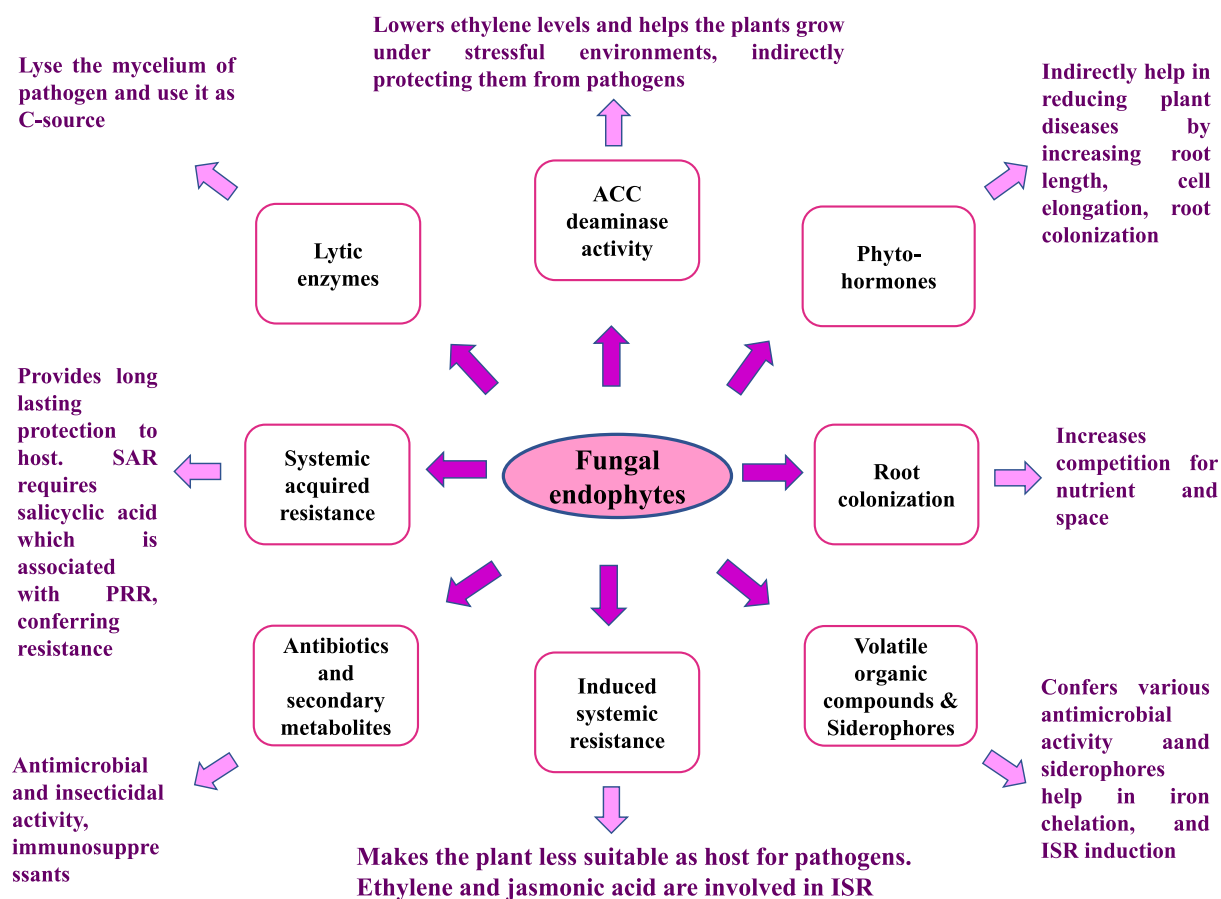 Lowers ethylene levels and helps the plants grow
under stressful environments, indirectly
protecting them from pathogens
Lyse the mycelium of
pathogen and use it as
C-source
Indirectly help in
reducing plant
diseases by
increasing root
length, cell
elongation, root
colonization
ACC
deaminase
activity
Lytic
enzymes
Phyto-
hormones
Provides long
lasting
protection to
host. SAR
requires
salicyclic acid
which is
associated
with PRR,
conferring
resistance
Systemic
acquired
resistance
Fungal
endophytes
Root
colonization
Increases
competition for
nutrient and
space
Antibiotics and
secondary
metabolites
Induced
systemic
resistance
Volatile
organic
compounds &
Siderophores
Antimicrobial
and insecticidal
activity,
immunosuppre
ssants
Makes the plant less suitable as host for pathogens.
Ethylene and jasmonic acid are involved in ISR
Confers various
antimicrobial
activity aand
siderophores
help in iron
chelation, and
ISR induction